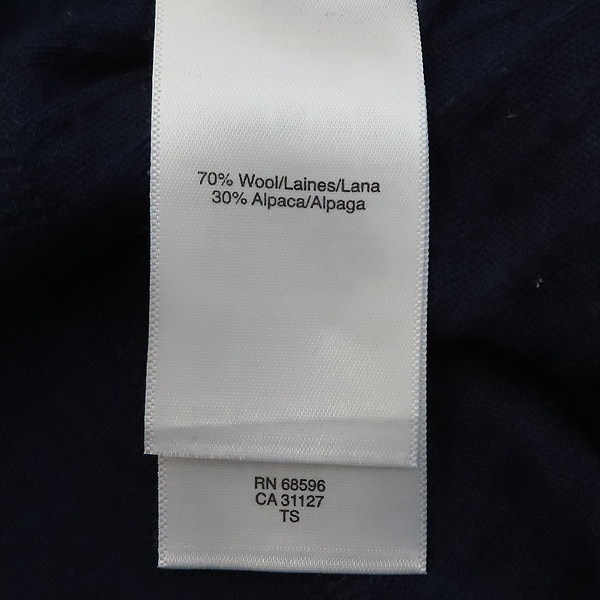 70% Wool/Laines/Lana
30% Alpaca/Alpaga
RN 68596
CA 31127
TS